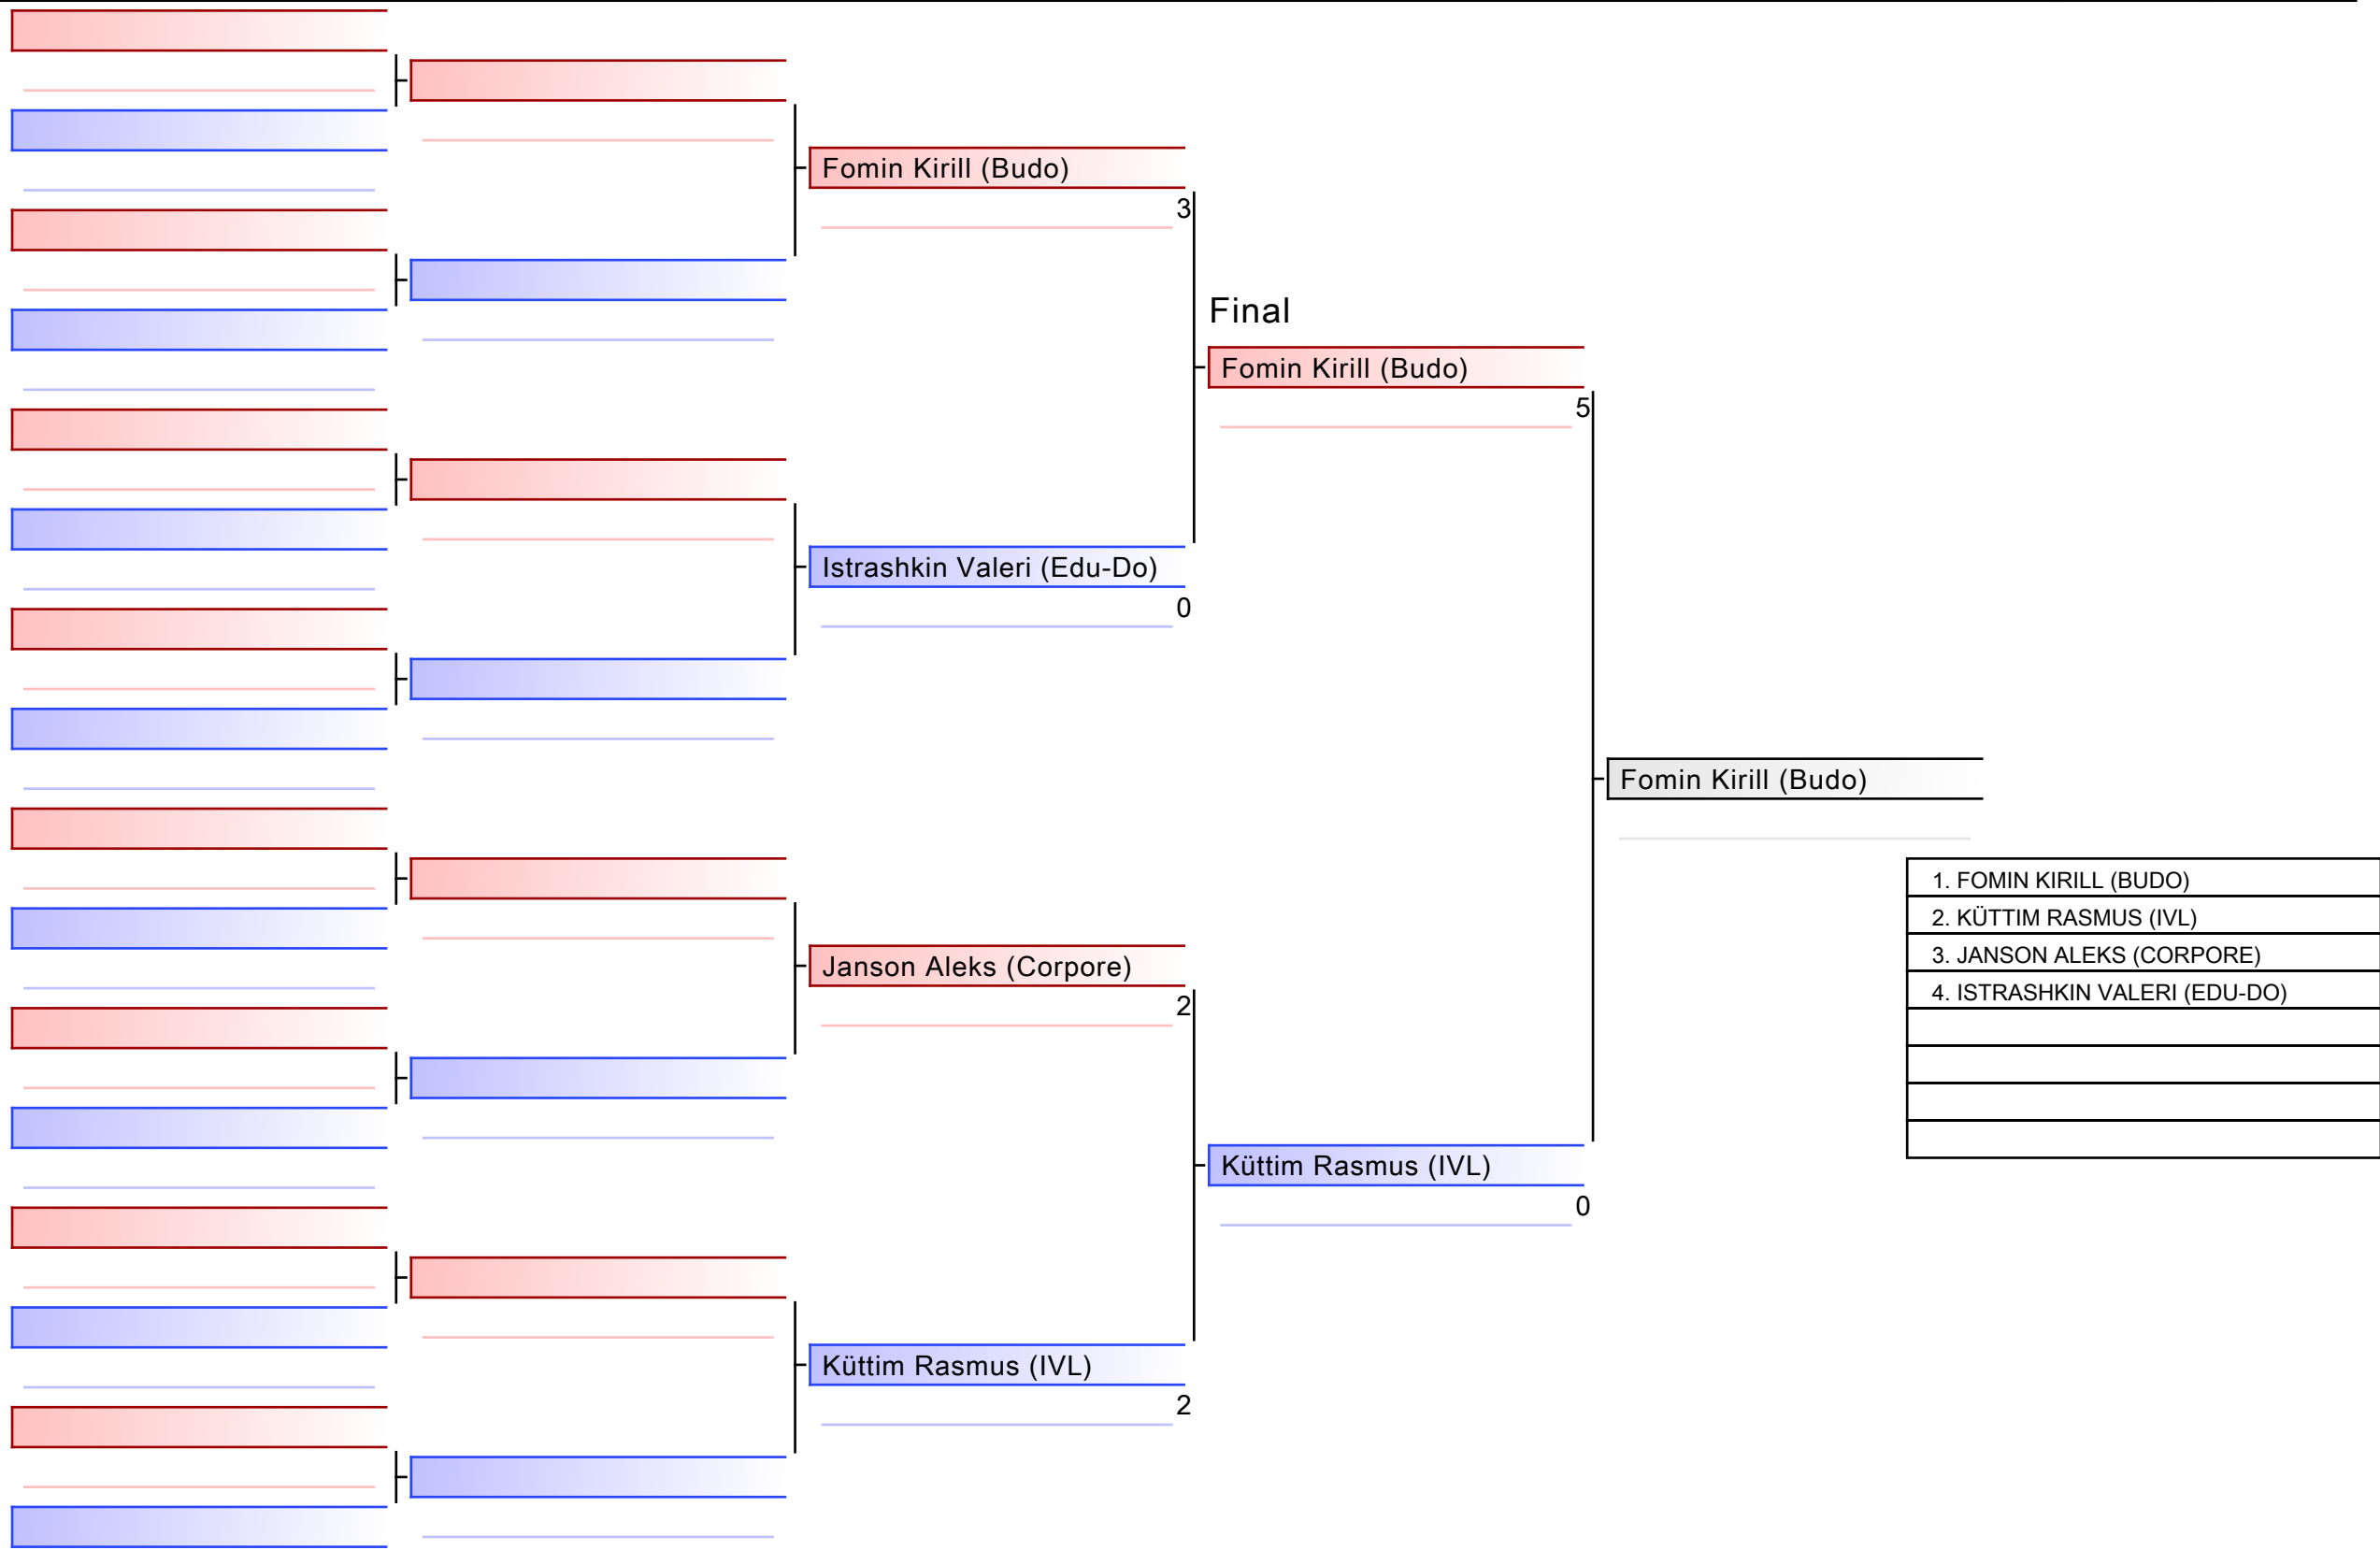 Fomin Kirill (Budo)
3
Final
Fomin Kirill (Budo)
5
Istrashkin Valeri (Edu-Do)
0
Fomin Kirill (Budo)
1. FOMIN KIRILL (BUDO)
2. KÜTTIM RASMUS (IVL)
3. JANSON ALEKS (CORPORE)
4. ISTRASHKIN VALERI (EDU-DO)
Janson Aleks (Corpore)
2
Küttim Rasmus (IVL)
0
Küttim Rasmus (IVL)
2